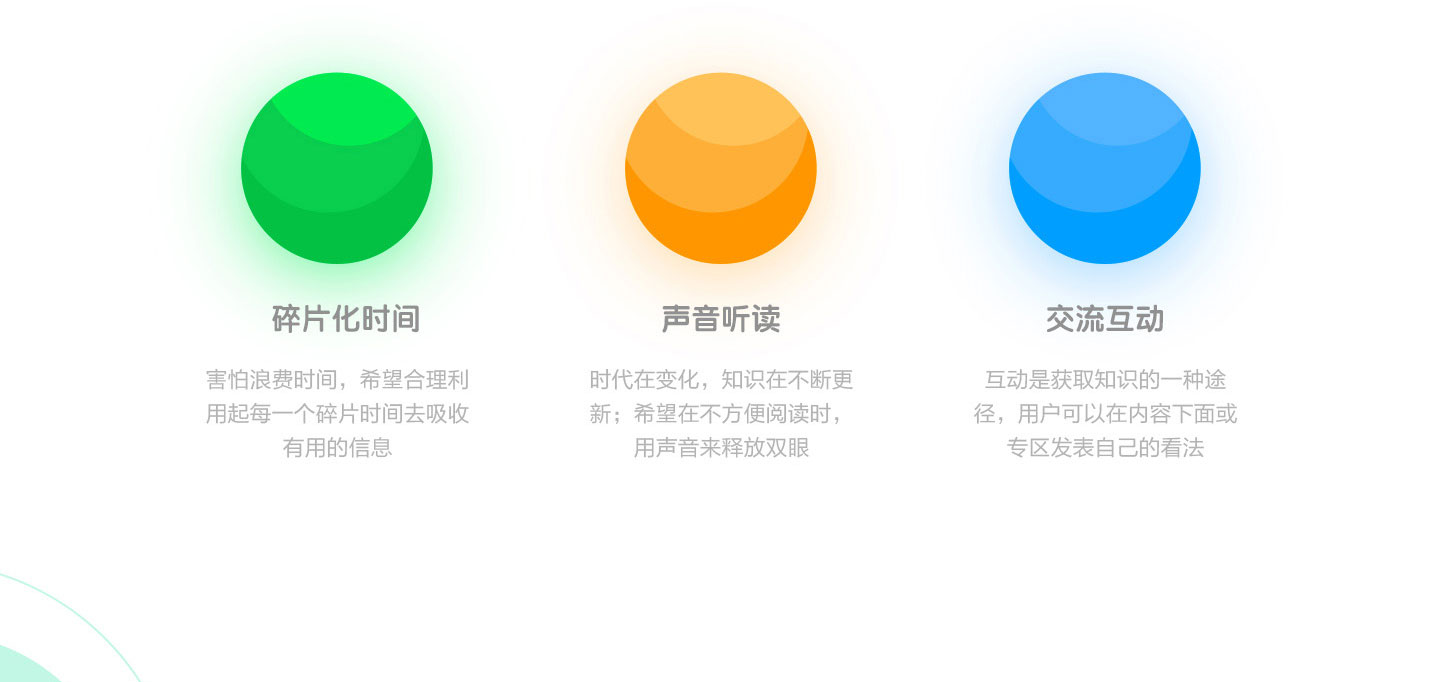 碎片化时间
害怕浪费时间，希望合理利
用起每一个碎片时间去吸收
有用的信息
声音听读
时代在变化，知识在不断更
新；希望在不方便阅读时，
用声音来释放双眼
交流互动
互动是获取知识的一种途
径，用户可以在内容下面或
专区发表自己的看法